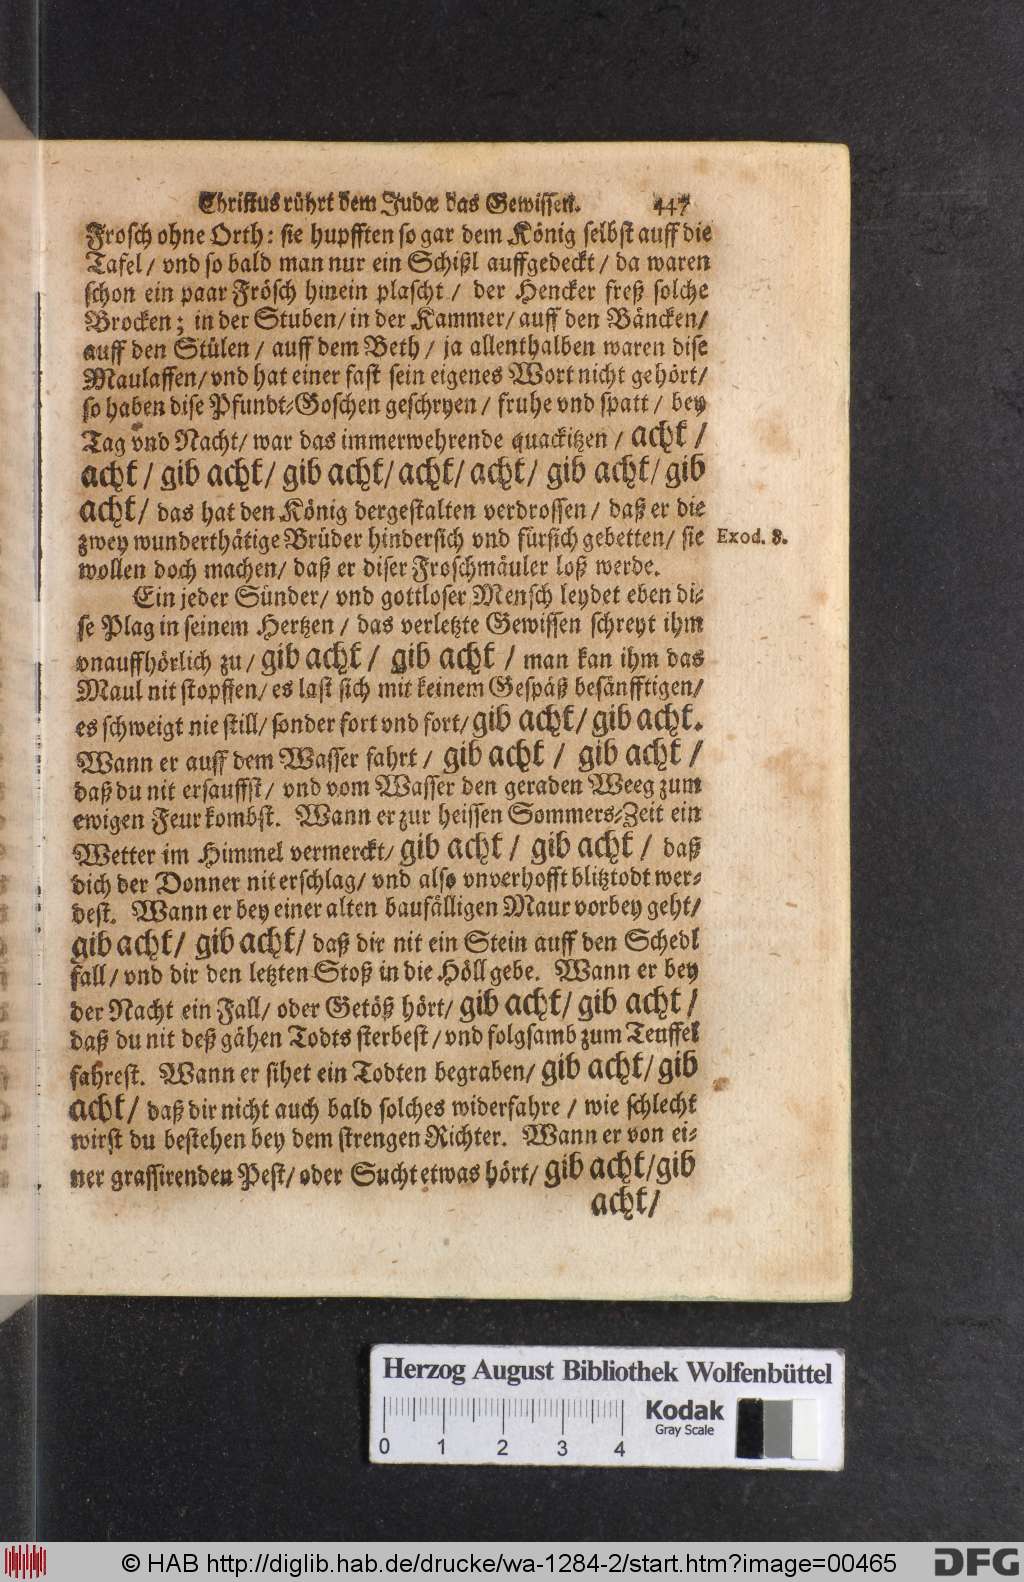 Christus rührt dem Judæ das Gewissen. 447
Frosch ohne Orth: sie hupfften so gar dem König selbst auff die
Tafel / vnd so bald man nur ein Schißl auffgedeckt / da waren
schon ein paar Frösch hinein plascht / der Hencker freß solche
Brocken; in der Stuben / in der Kammer / auff den Bäncken /
auff den Stülen / auff dem Beth / ja allenthalben waren dise
Maulaffen / vnd hat einer fast sein eigenes Wort nicht gehört /
so haben dise Pfundt-Goschen geschryen / fruhe vnd spatt / bey
Tag vnd Nacht / war das immerwehrende quackitzen / acht /
acht / gib acht / gib acht / acht / acht / gib acht / gib
acht / das hat den König dergestalten verdrossen / daß er die
zwey wunderthätige Brüder hindersich vnd fürsich gebetten / sie
Exod. 8.
wollen doch machen / daß er diser Froschmäuler loß werde.
Ein jeder Sünder / vnd gottloser Mensch leydet eben di-
se Plag in seinem Hertzen / das verletzte Gewissen schreyt ihm
vnauffhörlich zu / gib acht / gib acht / man kan ihm das
Maul nit stopffen / es last sich mit keinem Gespäß besänfftigen /
es schweigt nie still / sonder fort vnd fort / gib acht / gib acht.
Wann er auff dem Wasser fahrt / gib acht / gib acht /
daß du nit ersauffst / vnd vom Wasser den geraden Weeg zum
ewigen Feur kombst. Wann er zur heissen Sommers-Zeit ein
Wetter im Himmel vermerckt / gib acht / gib acht / daß
dich der Donner nit erschlag / vnd also vnverhofft blitztodt wer-
dest. Wann er bey einer alten baufälligen Maur vorbey geht /
gib acht / gib acht / daß dir nit ein Stein auff den Schedl
fall / vnd dir den letzten Stoß in die Höll gebe. Wann er bey
der Nacht ein Fall / oder Getöß hört / gib acht / gib acht /
daß du nit deß gähen Todts sterbest / vnd folgsamb zum Teuffel
fahrest. Wann er sihet ein Todten begraben / gib acht / gib
acht / daß dir nicht auch bald solches widerfahre / wie schlecht
wirst du bestehen bey dem strengen Richter. Wann er von ei-
ner grassirenden Pest / oder Sucht etwas hört / gib acht / gib
acht /
Herzog August Bibliothek Wolfenbüttel
0 1 2 3 4
Kodak
Gray Scale
© HAB http://diglib.hab.de/drucke/wa-1284-2/start.htm?image=00465
DFG